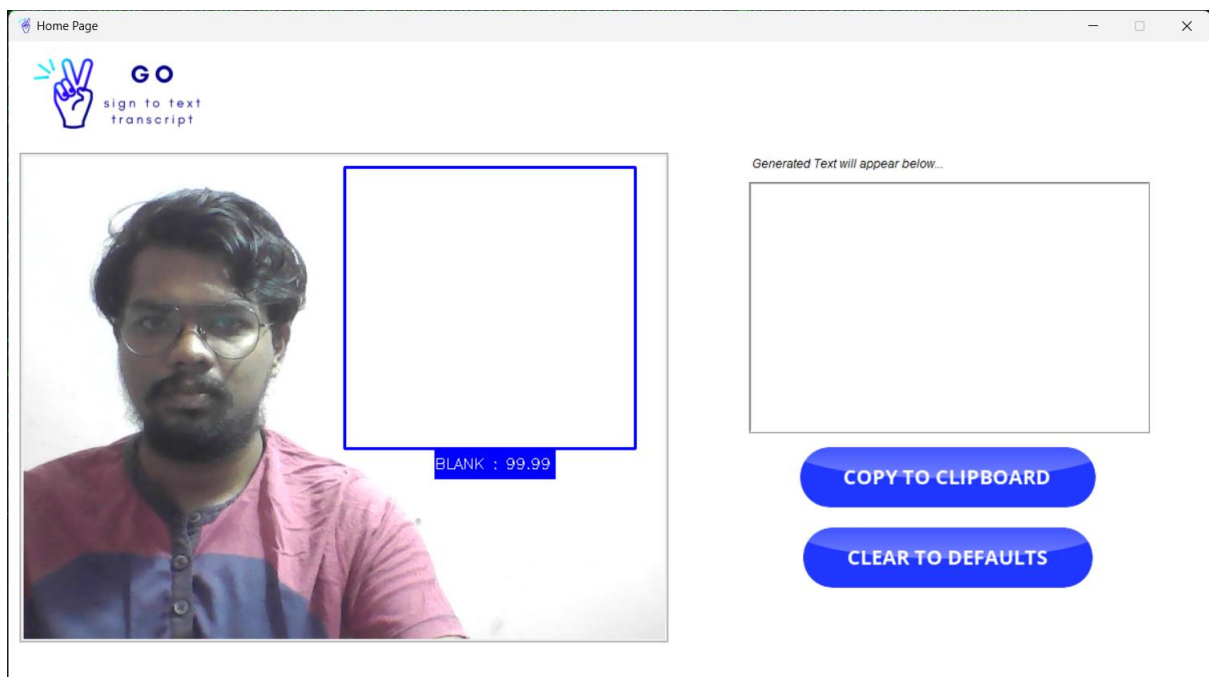 Home Page
GO
sign to text
transcript
Generated Text will appear below...
BLANK : 99.99
COPY TO CLIPBOARD
CLEAR TO DEFAULTS